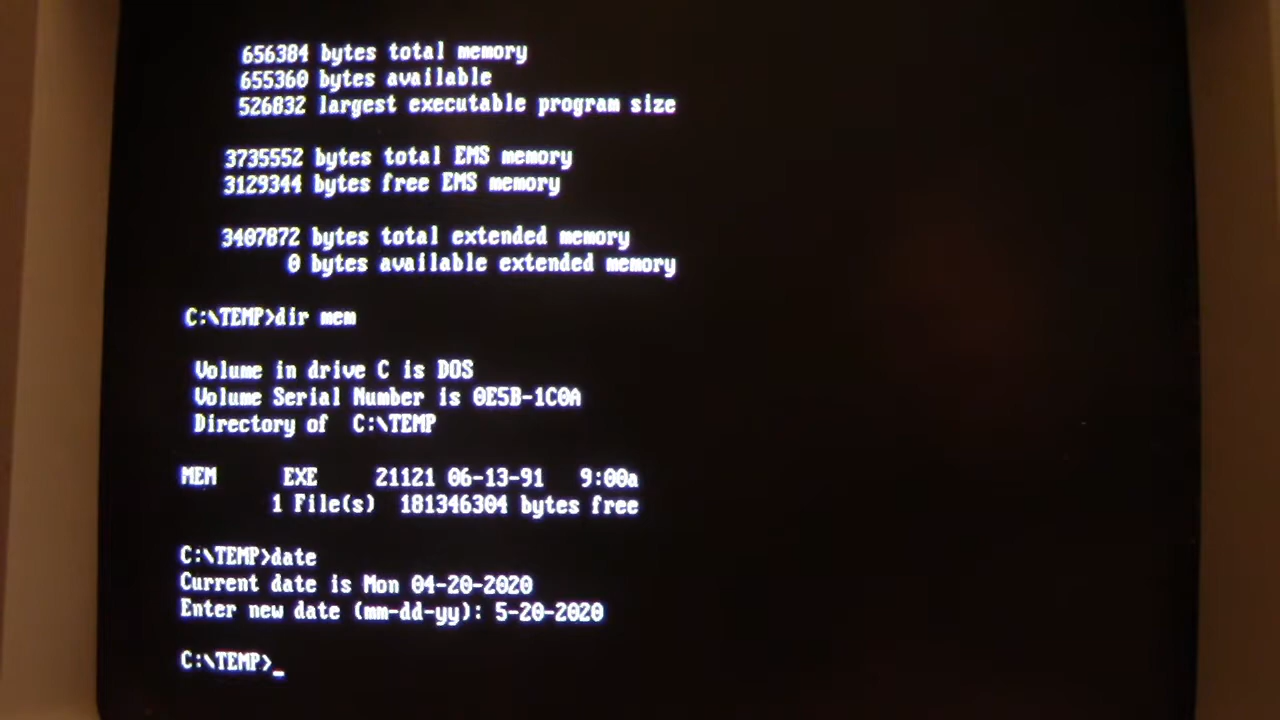 656384 bytes total memory
655360 bytes available
526832 largest executable program size
3735552 bytes total EMS memory
3129344 bytes free EMS memory
3407872 bytes total extended memory
0 bytes available extended memory
C:\TEMP>dir mem
Volume in drive C is DOS
Volume Serial Number is 0E5B-1C0A
Directory of C:\TEMP
MEM EXE 21121 06-13-91 9:00a
1 File(s) 181346304 bytes free
C:\TEMP>date
Current date is Mon 04-20-2020
Enter new date (mm-dd-yy): 5-20-2020
C:\TEMP>_